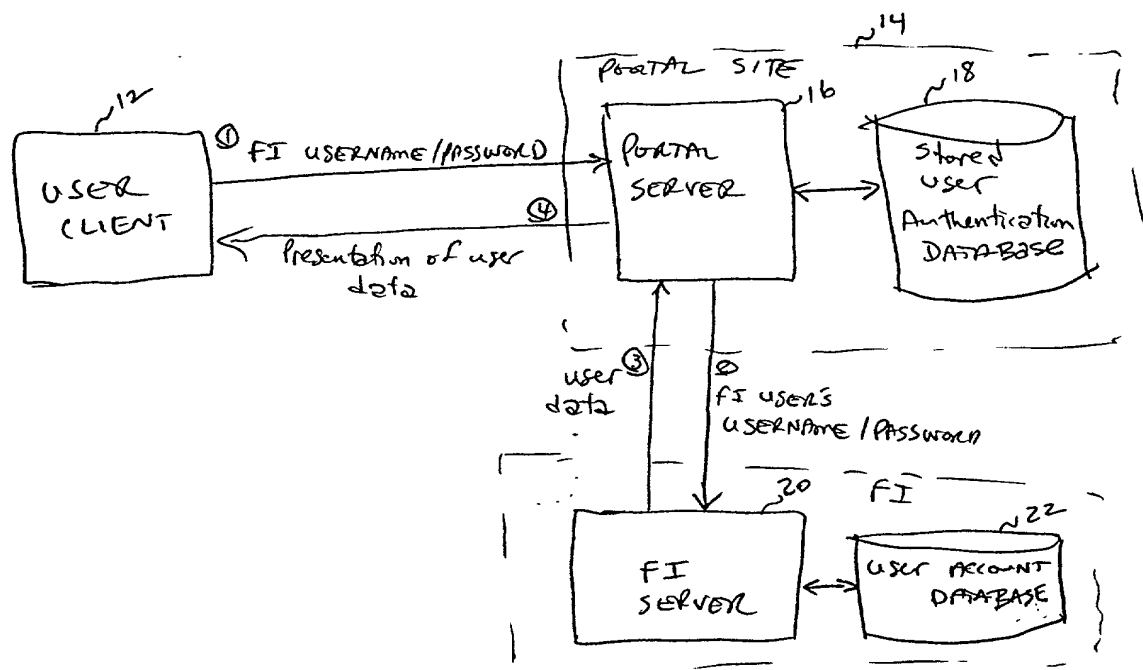 14
PORTAL SITE
12
16
18
① FI USERNAME/PASSWORD
USER
CLIENT
PORTAL
SERVER
Stored
user
Authentication
DATABASE
④
Presentation of user
data
③
user
data
②
FI USER'S
USERNAME/PASSWORD
20
FI
22
FI
SERVER
user ACCOUNT
DATABASE